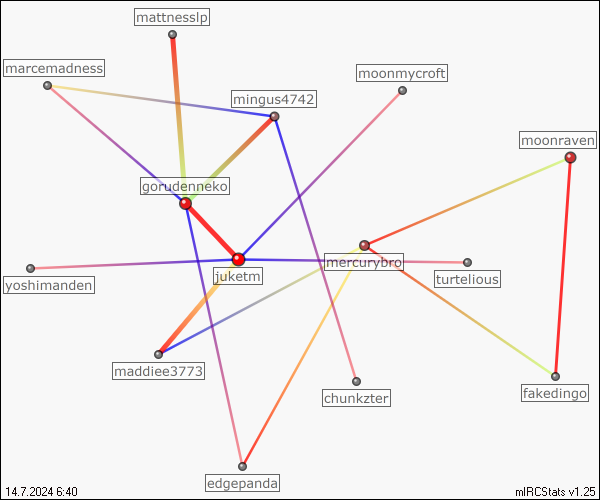 mattnesslp
marcemadness
moonmycroft
mingus4742
moonraven
gorudenneko
mercurybro
juketm
yoshimanden
turtelious
maddiee3773
fakedingo
chunkzter
edgepanda
14.7.2024 6:40
mIRCStats v1.25